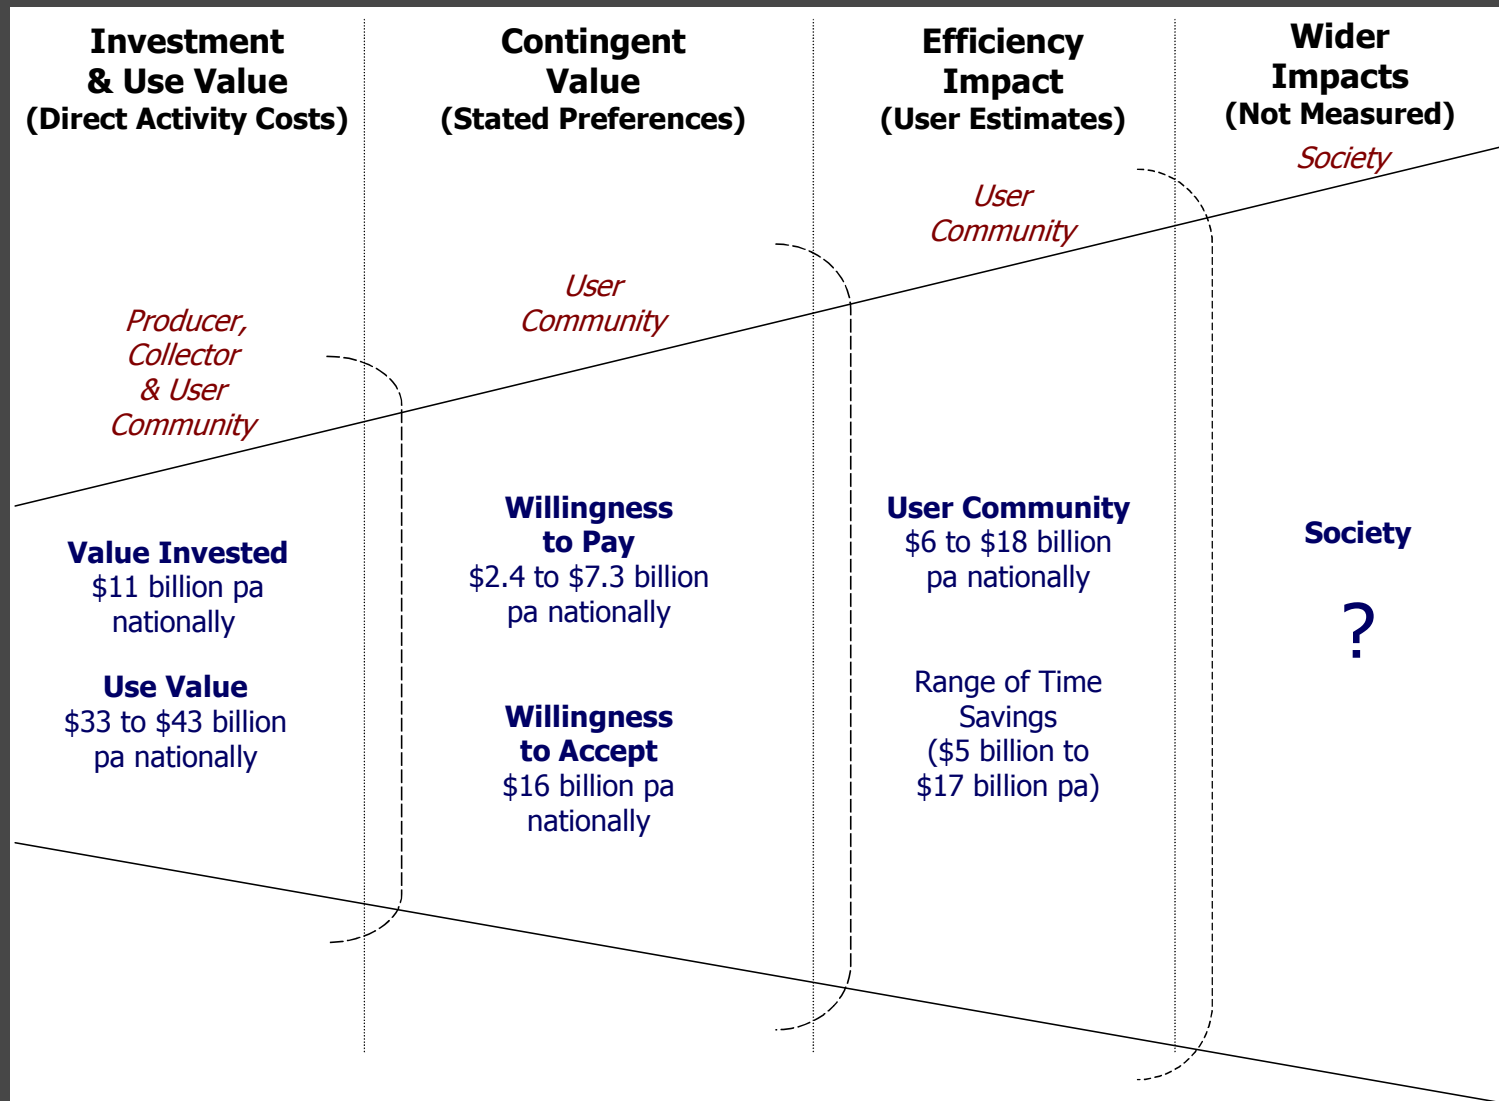 Investment
& Use Value
(Direct Activity Costs)
Producer,
Collector
& User
Community
Value Invested
$11 billion pa
nationally
Use Value
$33 to $43 billion
pa nationally
Contingent
Value
(Stated Preferences)
User
Community
Willingness
to Pay
$2.4 to $7.3 billion
pa nationally
Willingness
to Accept
$16 billion pa
nationally
Efficiency
Impact
(User Estimates)
User
Community
User Community
$6 to $18 billion
pa nationally
Range of Time
Savings
($5 billion to
$17 billion pa)
Wider
Impacts
(Not Measured)
Society
Society
?